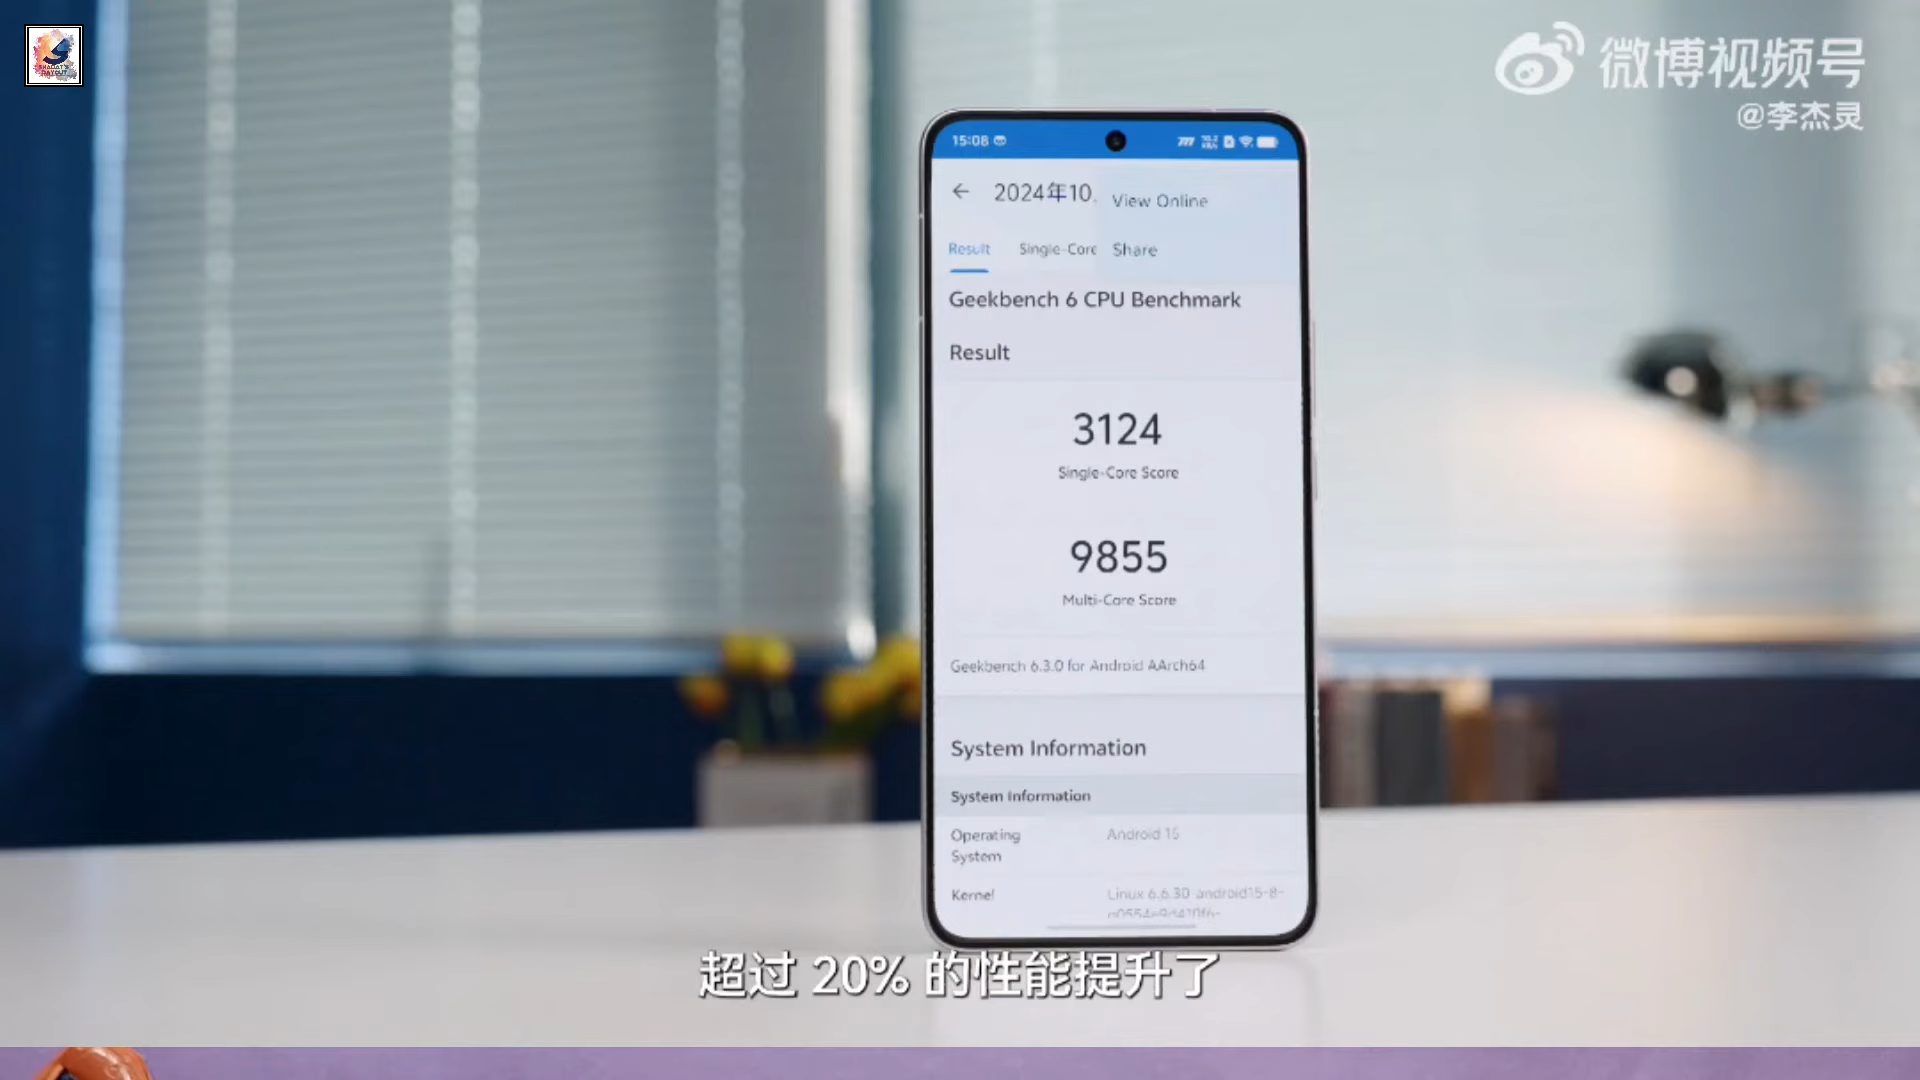 微博视频号
@李杰灵
15:08
2024年10.
View Online
Result
Single-Core
Share
Geekbench 6 CPU Benchmark
Result
3124
Single-Core Score
9855
Multi-Core Score
Geekbench 6.3.0 for Android AArch64
System Information
System Information
Operating System
Android 15
Kernel
Linux 6.6.30-android15-8-
超过 20% 的性能提升了